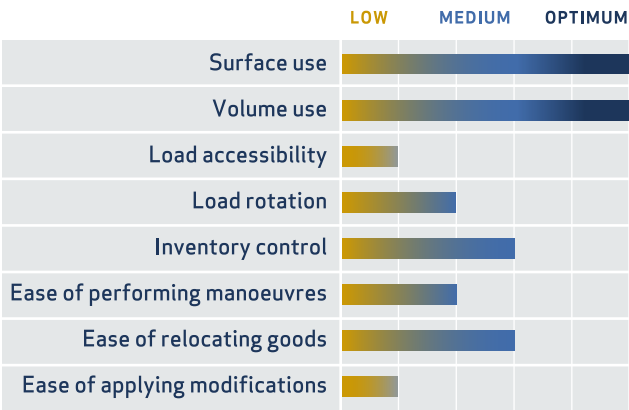 LOW MEDIUM OPTIMUM
Surface use
Volume use
Load accessibility
Load rotation
Inventory control
Ease of performing manoeuvres
Ease of relocating goods
Ease of applying modifications